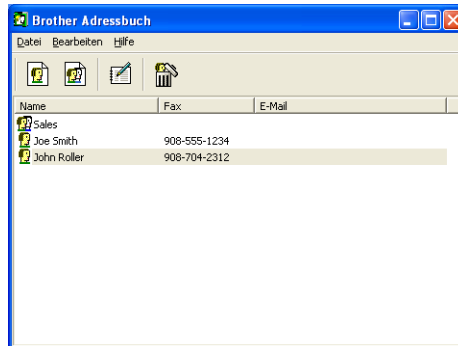 Brother Adressbuch
Datei Bearbeiten Hilfe
Name Fax E-Mail
Sales
Joe Smith 908-555-1234
John Roller 908-704-2312